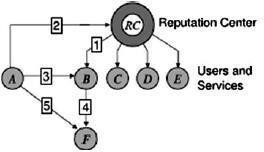 2
RC
Reputation Center
1
Users and
Services
A
3
B
C
D
E
5
4
F